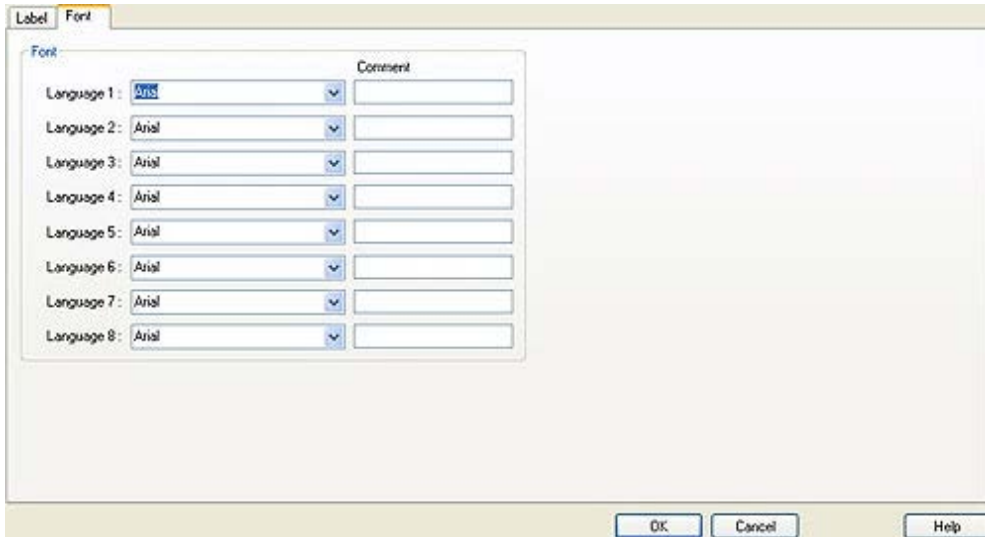 Label Font
Font
Comment
Language 1 : Arial
Language 2 : Arial
Language 3 : Arial
Language 4 : Arial
Language 5 : Arial
Language 6 : Arial
Language 7 : Arial
Language 8 : Arial
OK Cancel Help